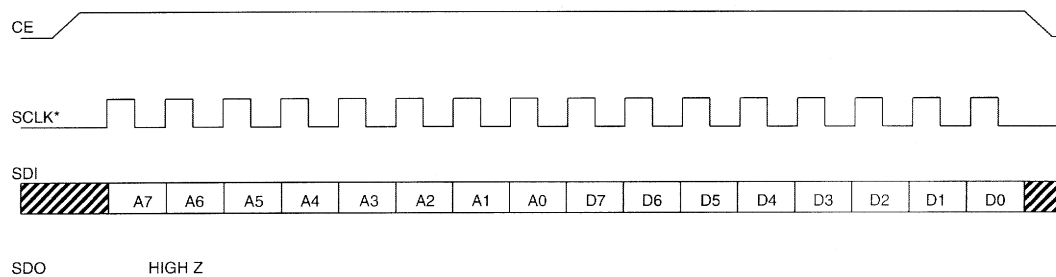 CE
SCLK*
SDI
A7 A6 A5 A4 A3 A2 A1 A0 D7 D6 D5 D4 D3 D2 D1 D0
SDO HIGH Z